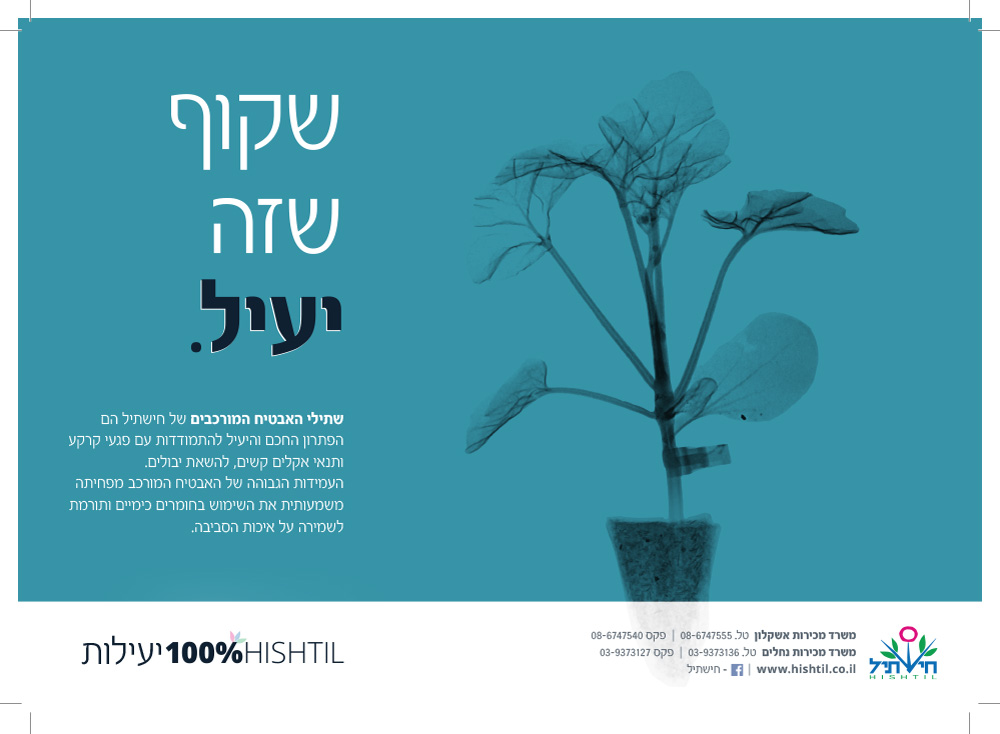 שקוף
שזה
יעיל.
שתילי האבטיח המורכבים של חישתיל הם
הפתרון החכם והיעיל להתמודדות עם פגעי קרקע
ותנאי אקלים קשים, להשאת יבולים.
העמידות הגבוהה של האבטיח המורכב מפחיתה
משמעותית את השימוש בחומרים כימיים ותורמת
לשמירה על איכות הסביבה.
HISHTIL100%יעילות
משרד מכירות אשקלון טל. 08-6747555 | פקס 08-6747540
משרד מכירות נחלים טל. 03-9373136 | פקס 03-9373127
www.hishtil.co.il | f - חישתיל
חישתיל
HISHTIL